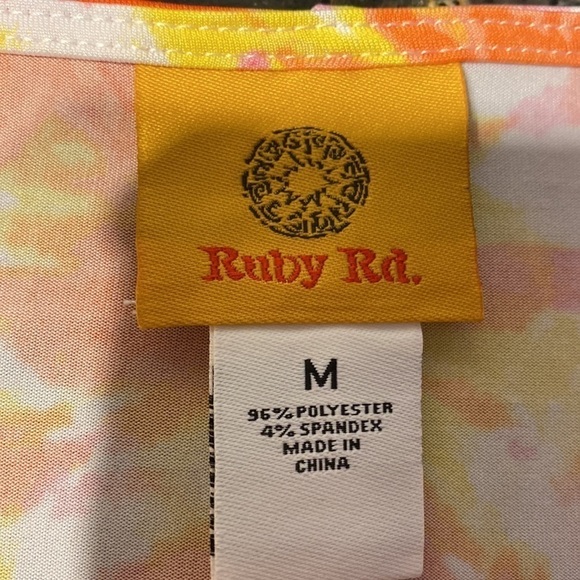 Ruby Rd.
M
96% POLYESTER
4% SPANDEX
MADE IN
CHINA